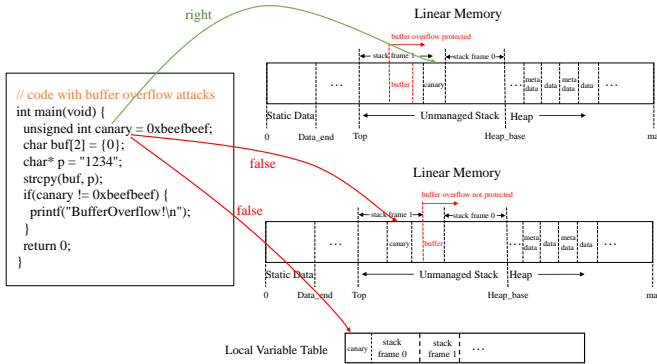 right
Linear Memory
buffer overflow protected
stack frame 1
stack frame 0
...
buffer
canary
...
meta data
data
meta data
data
...
Static Data
Unmanaged Stack
Heap
0
Data_end
Top
Heap_base
// code with buffer overflow attacks
int main(void) {
unsigned int canary = 0xbeefbeef;
char buf[2] = {0};
char* p = "1234";
strcpy(buf, p);
if(canary != 0xbeefbeef) {
printf("BufferOverflow!\n");
}
return 0;
}
false
false
Linear Memory
buffer overflow not protected
stack frame 1
stack frame 0
...
canary
buffer
...
meta data
data
meta data
data
...
Static Data
Unmanaged Stack
Heap
0
Data_end
Top
Heap_base
Local Variable Table
canary
stack frame 0
stack frame 1
...